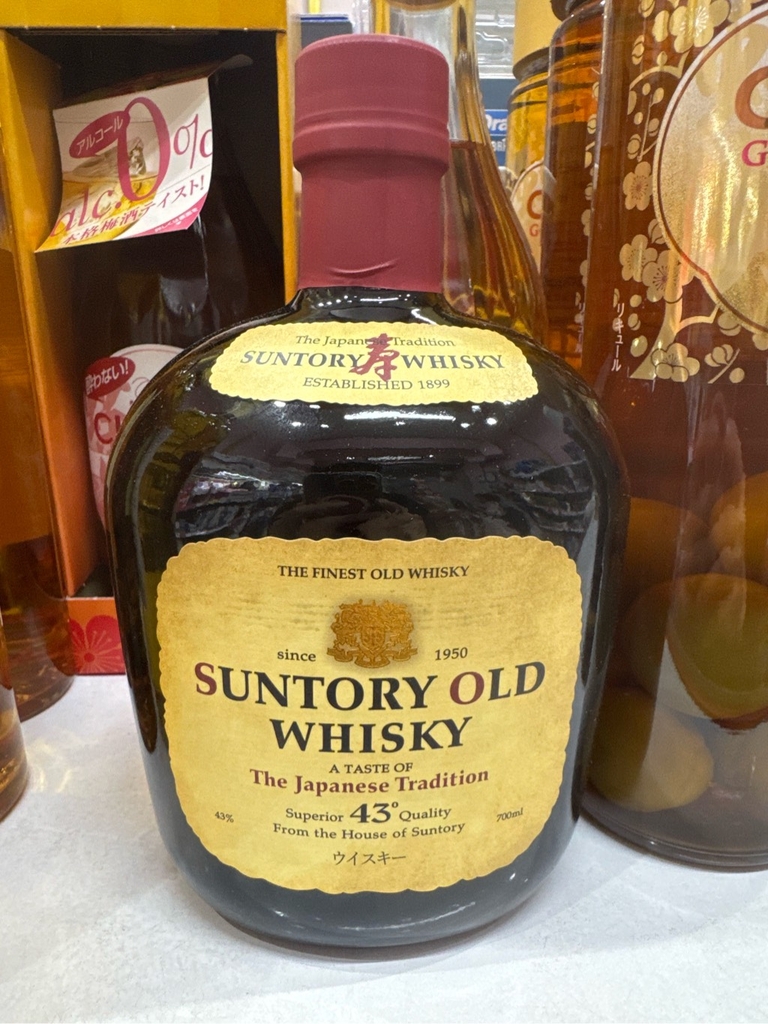 アルコール
0%
alc.
本格梅酒テイスト!
酔わない!
The Japanese Tradition
SUNTORY 寿 WHISKY
ESTABLISHED 1899
THE FINEST OLD WHISKY
since 1950
SUNTORY OLD
WHISKY
A TASTE OF
The Japanese Tradition
Superior 43° Quality
43% 700ml
From the House of Suntory
ウイスキー
リキュール